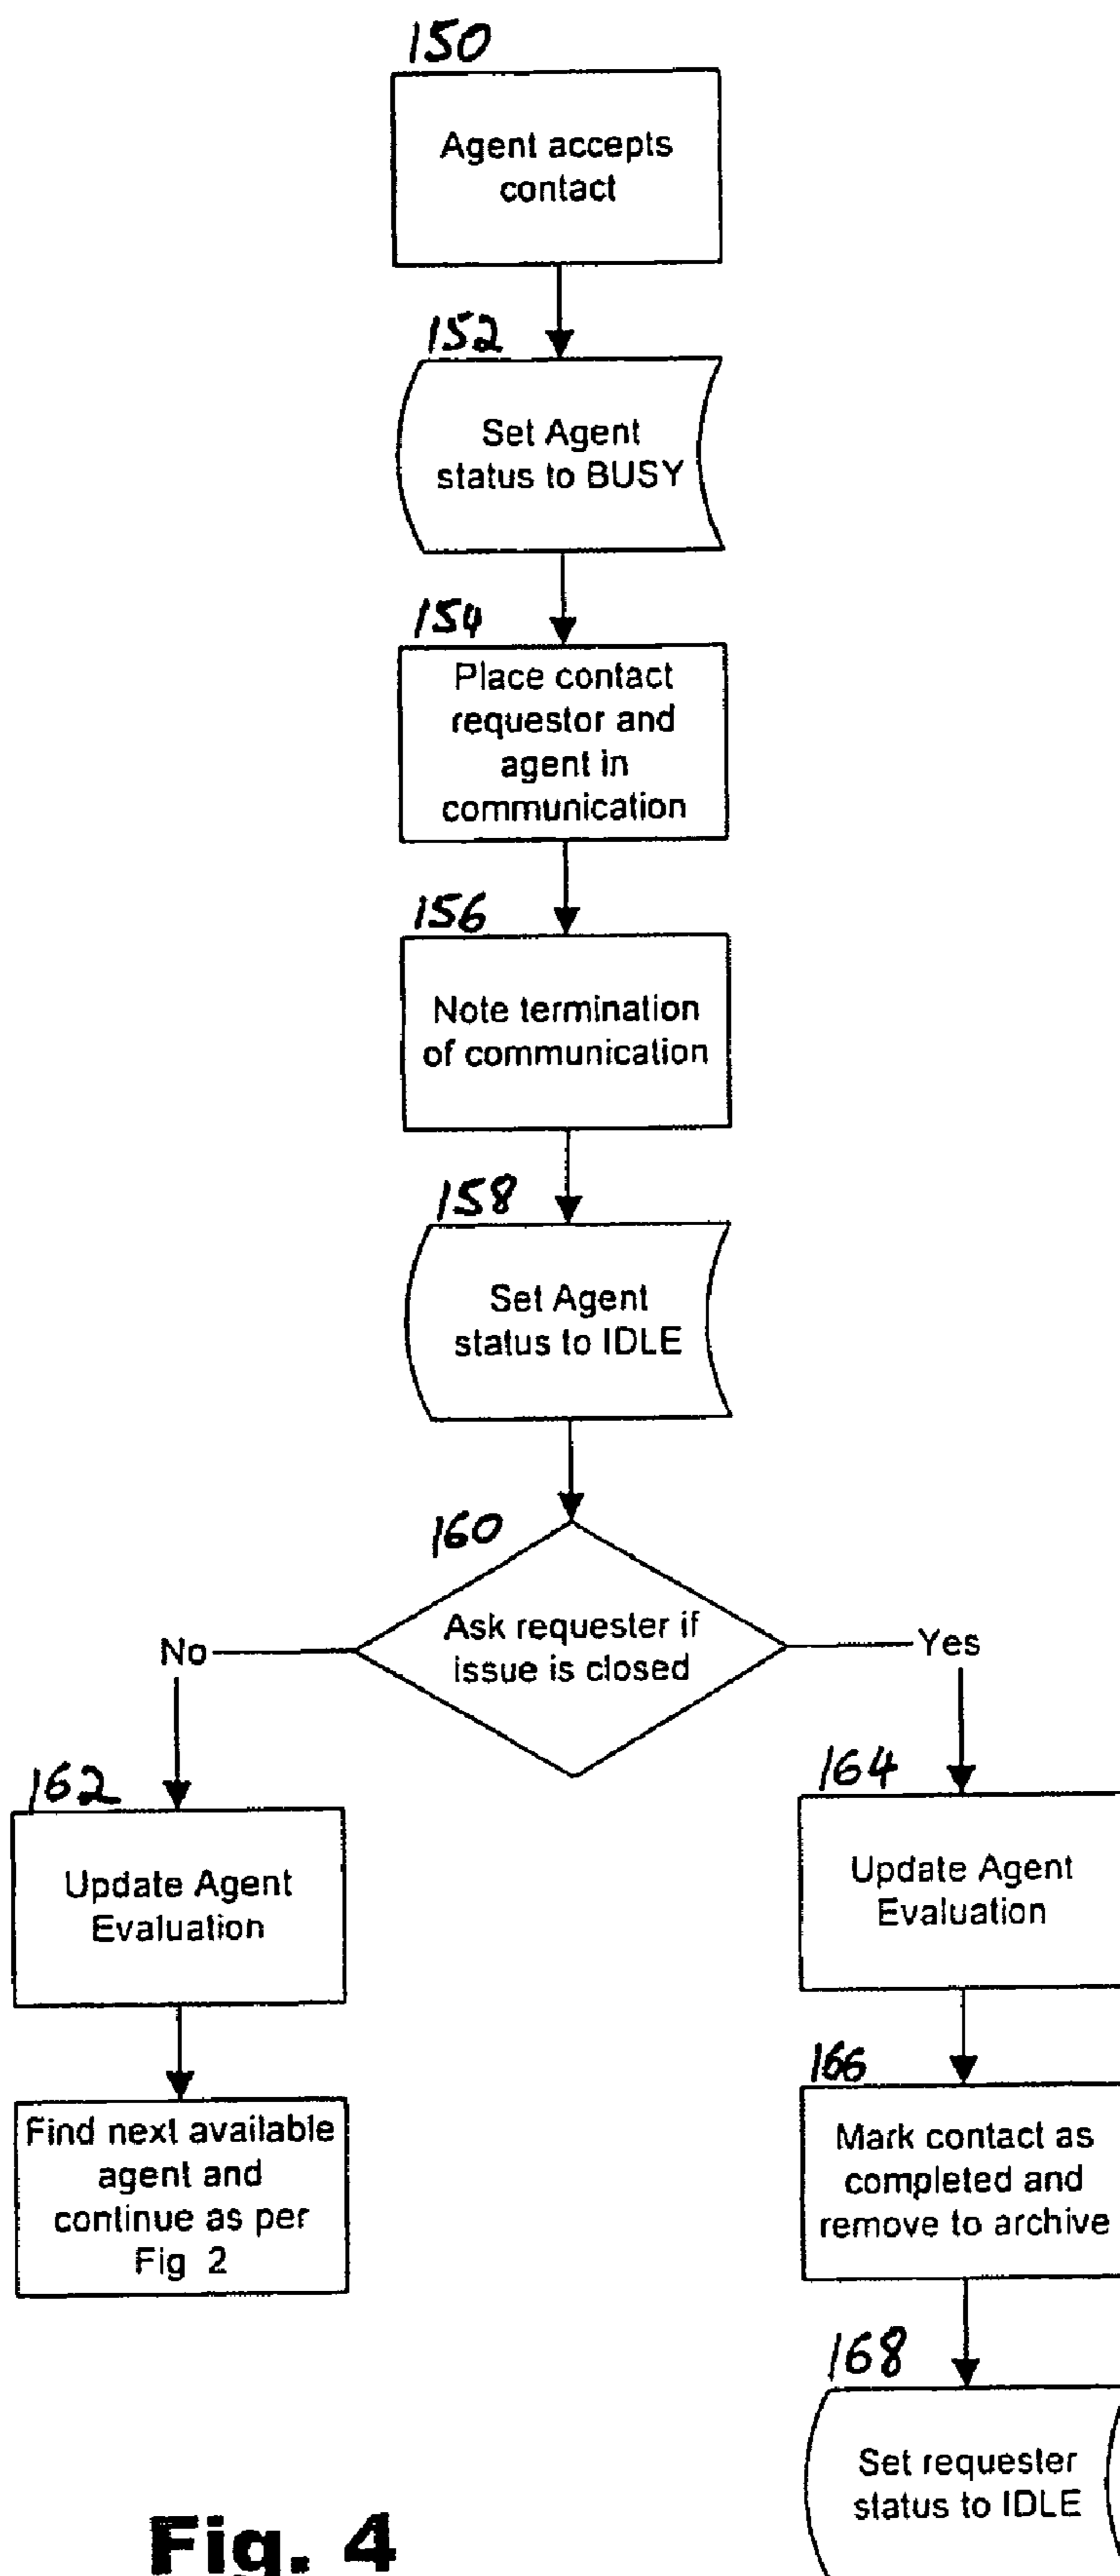 150
Agent accepts
contact
152
Set Agent
status to BUSY
154
Place contact
requestor and
agent in
communication
156
Note termination
of communication
158
Set Agent
status to IDLE
160
Ask requester if
issue is closed
No
Yes
162
Update Agent
Evaluation
Find next available
agent and
continue as per
Fig 2
164
Update Agent
Evaluation
166
Mark contact as
completed and
remove to archive
168
Set requester
status to IDLE
Fig. 4